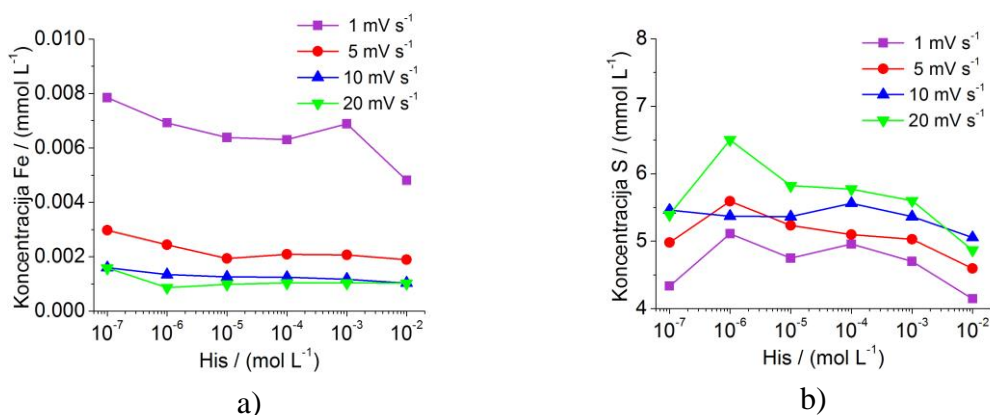 Koncentracija Fe / (mmol L⁻¹)
0.010
0.008
0.006
0.004
0.002
0.000
1 mV s⁻¹
5 mV s⁻¹
10 mV s⁻¹
20 mV s⁻¹
10⁻⁷ 10⁻⁶ 10⁻⁵ 10⁻⁴ 10⁻³ 10⁻²
His / (mol L⁻¹)
a)
Koncentracija S / (mmol L⁻¹)
8
7
6
5
4
1 mV s⁻¹
5 mV s⁻¹
10 mV s⁻¹
20 mV s⁻¹
10⁻⁷ 10⁻⁶ 10⁻⁵ 10⁻⁴ 10⁻³ 10⁻²
His / (mol L⁻¹)
b)